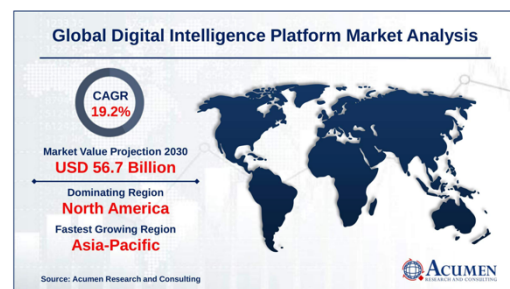 Global Digital Intelligence Platform Market Analysis
CAGR
19.2%
Market Value Projection 2030
USD 56.7 Billion
Dominating Region
North America
Fastest Growing Region
Asia-Pacific
Source: Acumen Research and Consulting
ACUMEN
RESEARCH AND CONSULTING